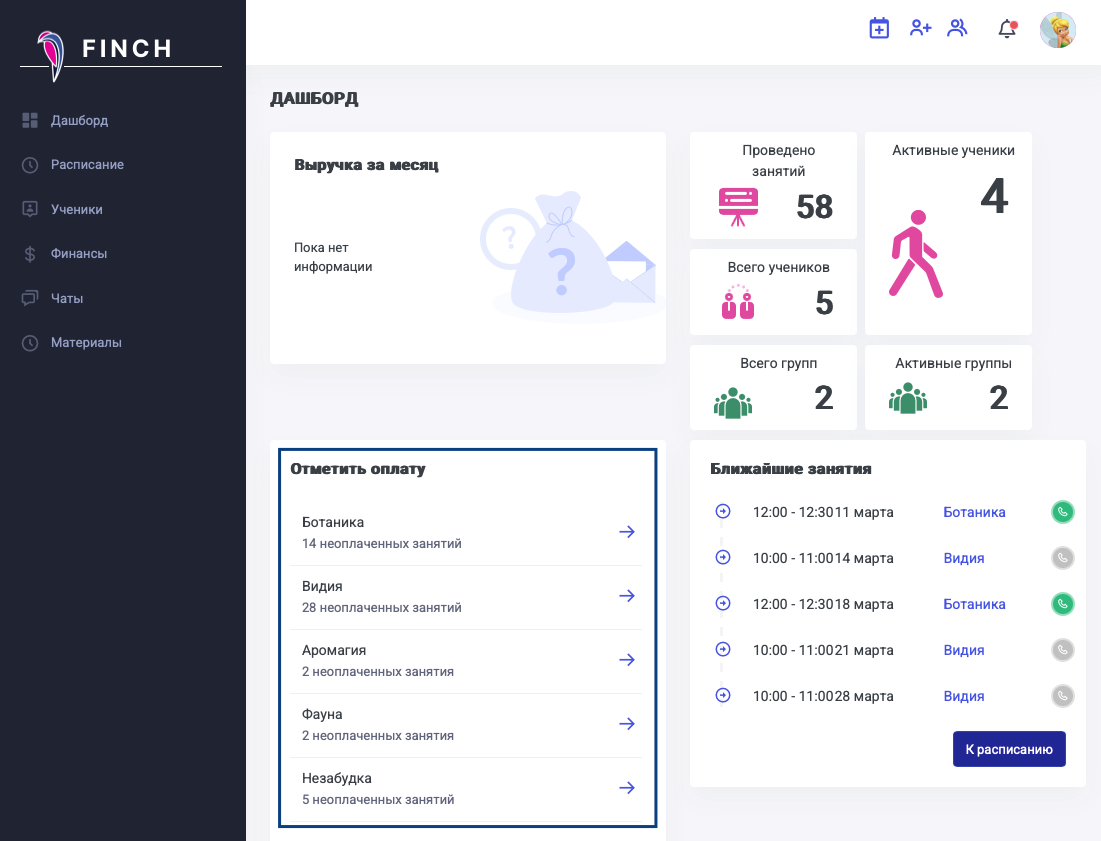 FINCH
Дашборд
Расписание
Ученики
Финансы
Чаты
Материалы
ДАШБОРД
Выручка за месяц
Пока нет
информации
?
?
Проведено
занятий
58
Активные ученики
4
Всего учеников
5
Всего групп
2
Активные группы
2
Отметить оплату
Ботаника
14 неоплаченных занятий
Видия
28 неоплаченных занятий
Аромагия
2 неоплаченных занятия
Фауна
2 неоплаченных занятия
Незабудка
5 неоплаченных занятий
Ближайшие занятия
12:00 - 12:3011 марта Ботаника
10:00 - 11:0014 марта Видия
12:00 - 12:3018 марта Ботаника
10:00 - 11:0021 марта Видия
10:00 - 11:0028 марта Видия
К расписанию